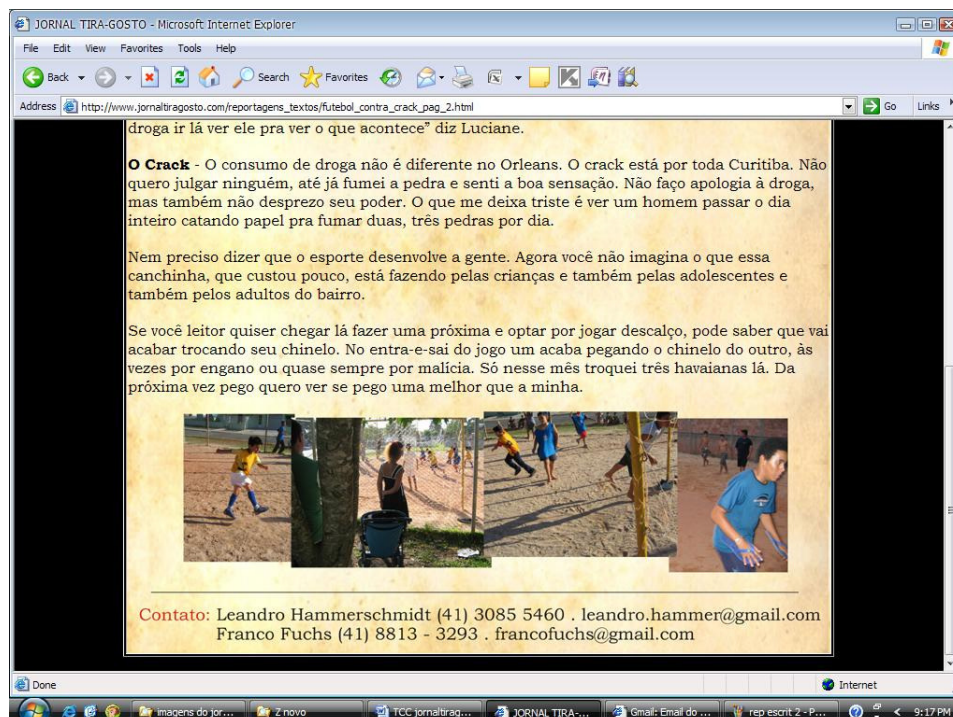 JORNAL TIRA-GOSTO - Microsoft Internet Explorer
File Edit View Favorites Tools Help
Back Search Favorites
Address http://www.jornaltiragosto.com/reportagens_textos/futebol_contra_crack_pag_2.html Go Links
droga ir lá ver ele pra ver o que acontece” diz Luciane.
O Crack - O consumo de droga não é diferente no Orleans. O crack está por toda Curitiba. Não
quero julgar ninguém, até já fumei a pedra e senti a boa sensação. Não faço apologia à droga,
mas também não desprezo seu poder. O que me deixa triste é ver um homem passar o dia
inteiro catando papel pra fumar duas, três pedras por dia.
Nem preciso dizer que o esporte desenvolve a gente. Agora você não imagina o que essa
canchinha, que custou pouco, está fazendo pelas crianças e também pelas adolescentes e
também pelos adultos do bairro.
Se você leitor quiser chegar lá fazer uma próxima e optar por jogar descalço, pode saber que vai
acabar trocando seu chinelo. No entra-e-sai do jogo um acaba pegando o chinelo do outro, às
vezes por engano ou quase sempre por malícia. Só nesse mês troquei três havaianas lá. Da
próxima vez pego quero ver se pego uma melhor que a minha.
Contato: Leandro Hammerschmidt (41) 3085 5460 . leandro.hammer@gmail.com
Franco Fuchs (41) 8813 - 3293 . francofuchs@gmail.com
Done Internet
imagens do jor... Z novo TCC jornaltirag... JORNAL TIRA-... Gmail: Email do ... rep escrit 2 - P... 9:17 PM